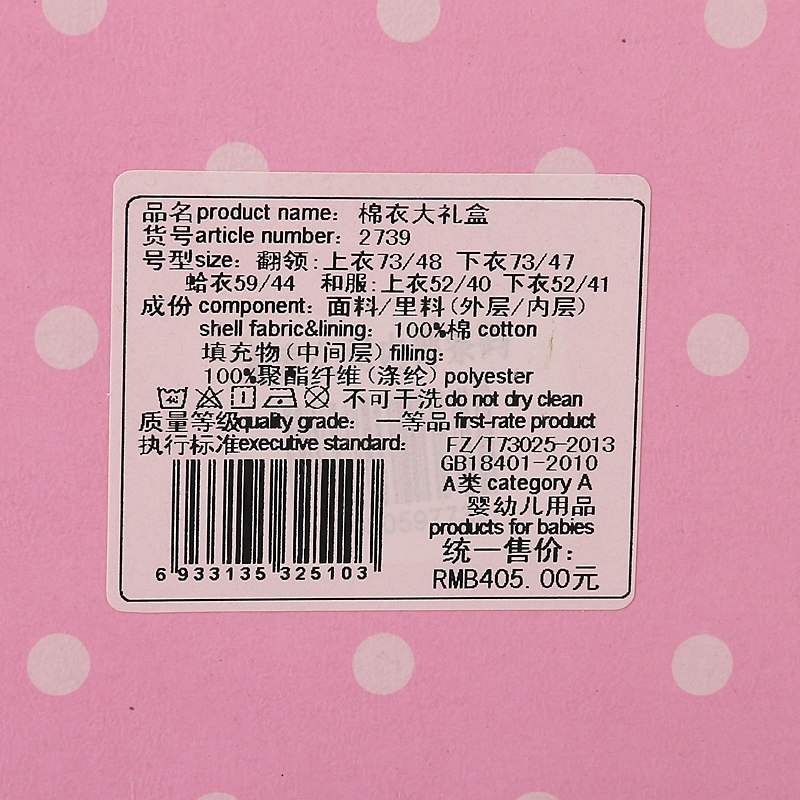 品名product name：棉衣大礼盒
货号article number：2739
号型size：翻领:上衣73/48 下衣73/47
蛤衣59/44 和服:上衣52/40 下衣52/41
成份 component：面料/里料(外层/内层)
shell fabric&lining： 100%棉 cotton
填充物(中间层) filling：
100%聚酯纤维(涤纶) polyester
不可干洗do not dry clean
质量等级quality grade： 一等品 first-rate product
执行标准executive standard： FZ/T73025-2013
GB18401-2010
A类 category A
婴幼儿用品
products for babies
统一售价：
RMB405.00元
6 933135 325103